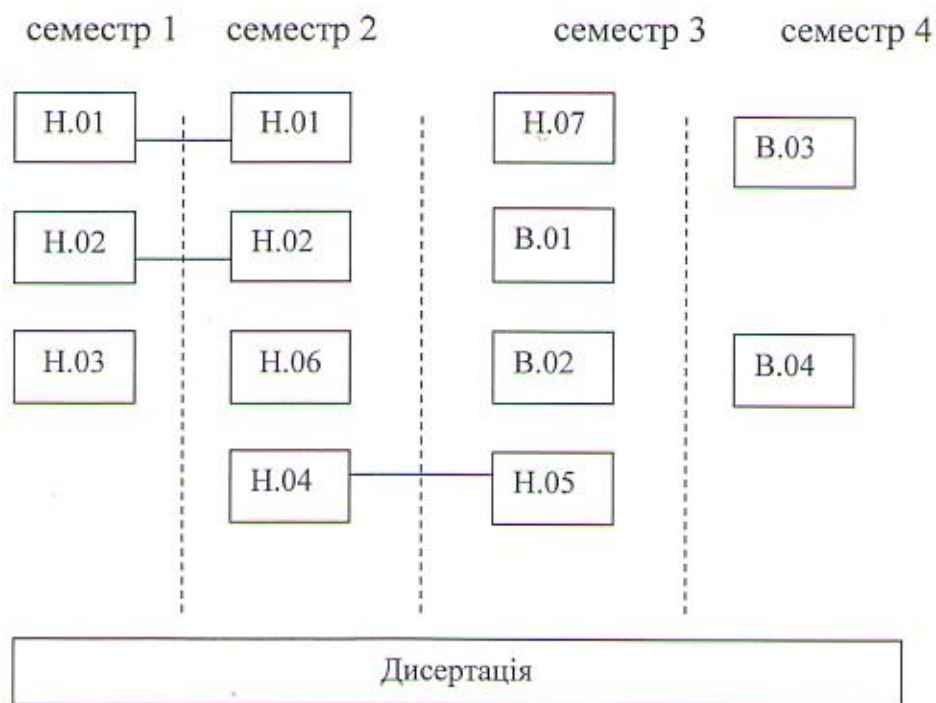 семестр 1 семестр 2 семестр 3 семестр 4
Н.01 Н.01 Н.07 В.03
Н.02 Н.02 В.01
Н.03 Н.06 В.02 В.04
Н.04 Н.05
Дисертація